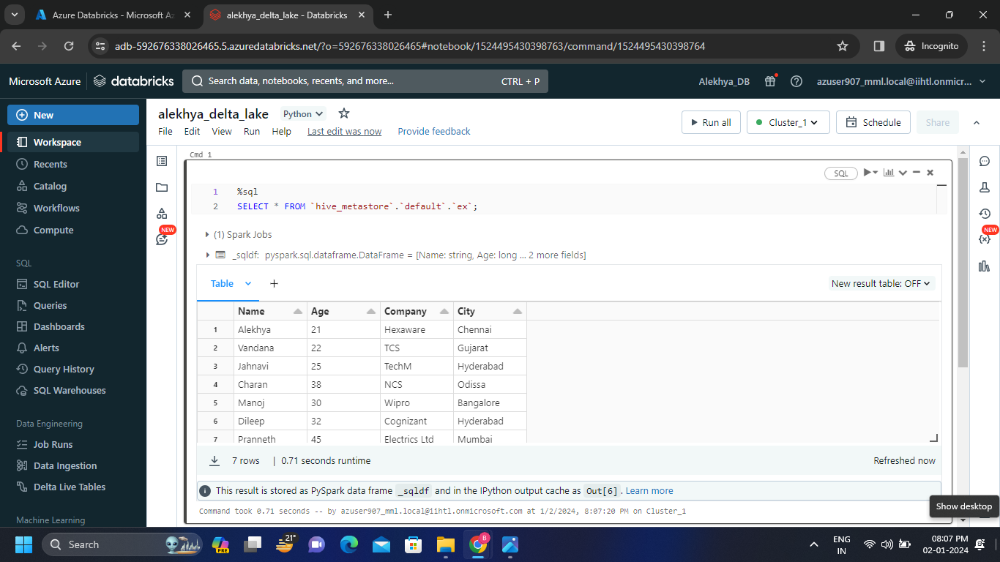 Azure Databricks - Microsoft Az
alekhya_delta_lake - Databricks
adb-592676338026465.5.azuredatabricks.net/?o=592676338026465#notebook/1524495430398763/command/1524495430398764
Incognito
Microsoft Azure
databricks
Search data, notebooks, recents, and more...
CTRL + P
Alekhya_DB
azuser907_mml.local@iihtl.onmicr...
New
Workspace
Recents
Catalog
Workflows
Compute
SQL
SQL Editor
Queries
Dashboards
Alerts
Query History
SQL Warehouses
Data Engineering
Job Runs
Data Ingestion
Delta Live Tables
Machine Learning
alekhya_delta_lake
Python
File Edit View Run Help Last edit was now Provide feedback
Run all
Cluster_1
Schedule
Share
NEW
NEW
Cmd 1
SQL
1 %sql
2 SELECT * FROM `hive_metastore`.`default`.`ex`;
(1) Spark Jobs
_sqldf: pyspark.sql.dataframe.DataFrame = [Name: string, Age: long ... 2 more fields]
Table
New result table: OFF
Name Age Company City
1 Alekhya 21 Hexaware Chennai
2 Vandana 22 TCS Gujarat
3 Jahnavi 25 TechM Hyderabad
4 Charan 38 NCS Odissa
5 Manoj 30 Wipro Bangalore
6 Dileep 32 Cognizant Hyderabad
7 Pranneth 45 Electrics Ltd Mumbai
7 rows | 0.71 seconds runtime
Refreshed now
This result is stored as PySpark data frame _sqldf and in the IPython output cache as Out[6]. Learn more
Command took 0.71 seconds -- by azuser907_mml.local@iihtl.onmicrosoft.com at 1/2/2024, 8:07:20 PM on Cluster_1
Show desktop
Search
PRE
21°
B
ENG
IN
08:07 PM
02-01-2024